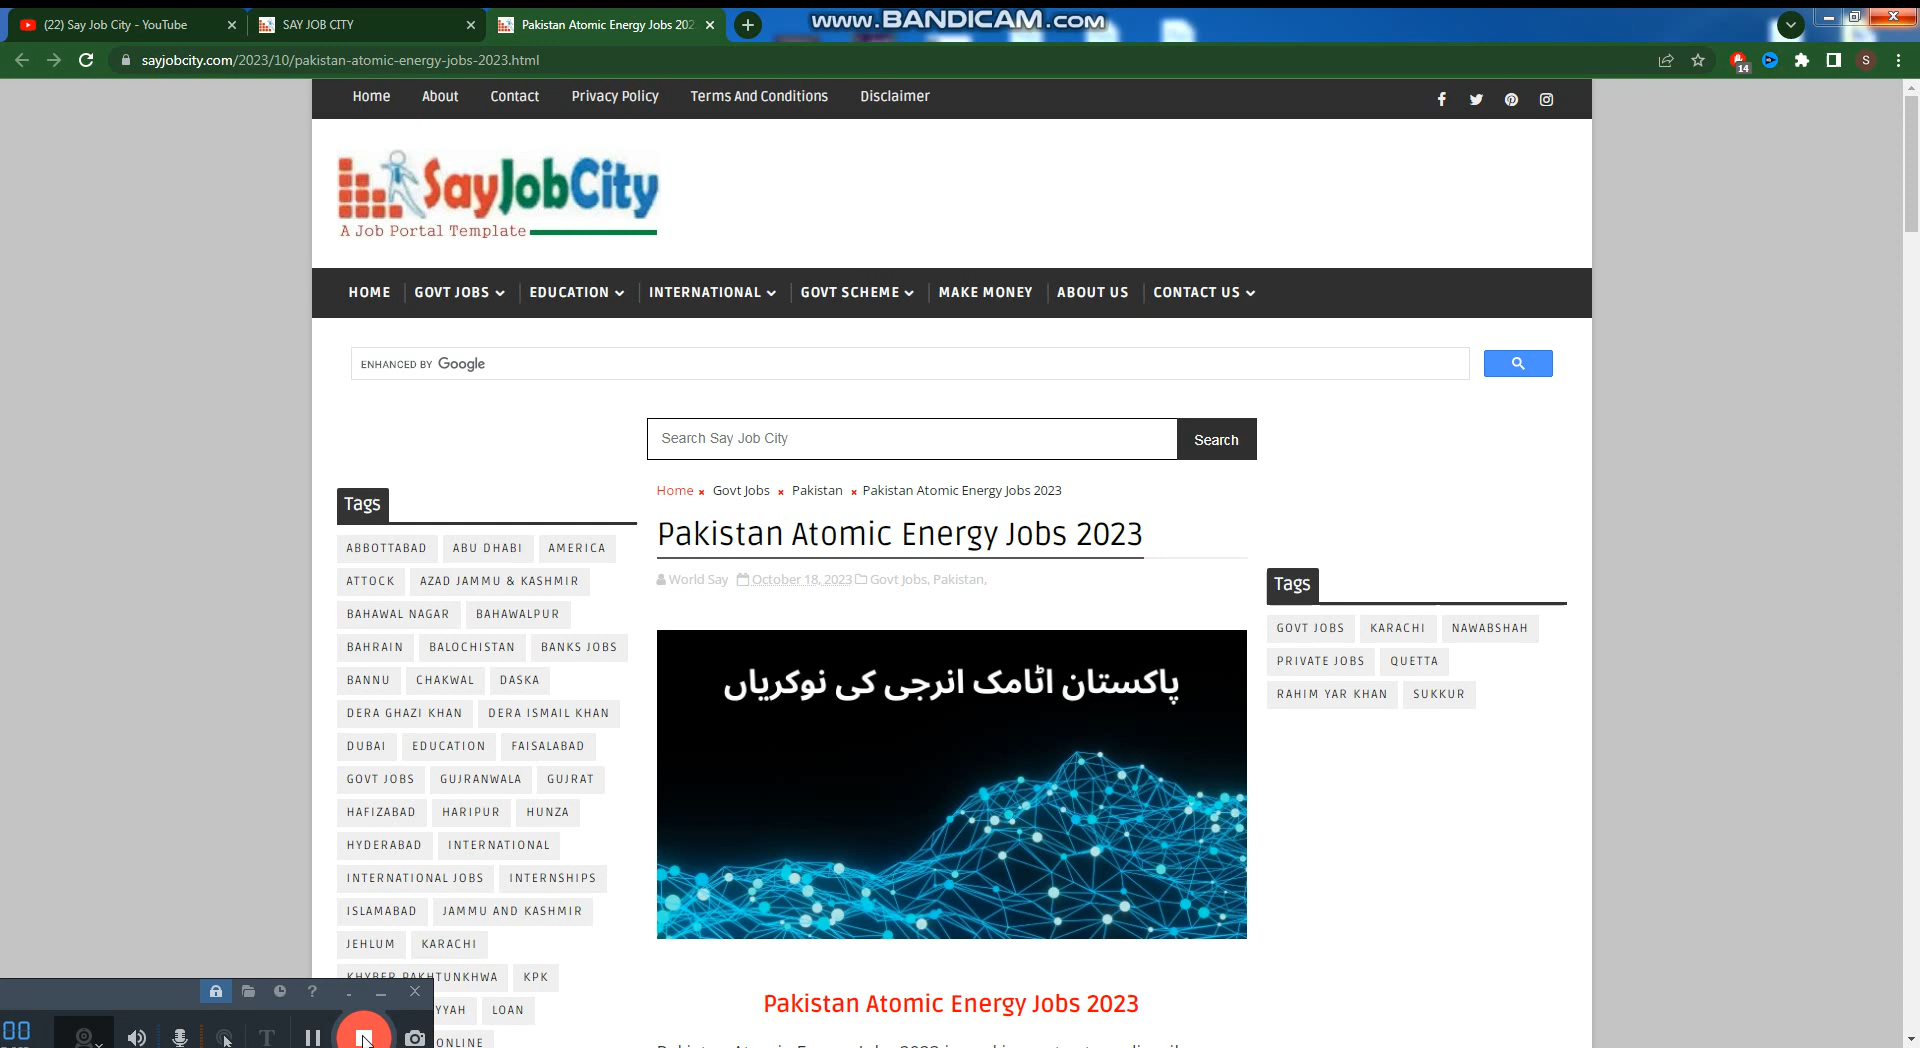 (22) Say Job City - YouTube
SAY JOB CITY
Pakistan Atomic Energy Jobs 202
www.BANDICAM.com
sayjobcity.com/2023/10/pakistan-atomic-energy-jobs-2023.html
14
S
Home About Contact Privacy Policy Terms And Conditions Disclaimer
SayJobCity
A Job Portal Template
HOME GOVT JOBS EDUCATION INTERNATIONAL GOVT SCHEME MAKE MONEY ABOUT US CONTACT US
ENHANCED BY Google
Search Say Job City Search
Home × Govt Jobs × Pakistan × Pakistan Atomic Energy Jobs 2023
Pakistan Atomic Energy Jobs 2023
World Say October 18, 2023 Govt Jobs, Pakistan,
پاکستان اٹامک انرجی کی نوکریاں
Pakistan Atomic Energy Jobs 2023
Tags
ABBOTTABAD ABU DHABI AMERICA
ATTOCK AZAD JAMMU & KASHMIR
BAHAWAL NAGAR BAHAWALPUR
BAHRAIN BALOCHISTAN BANKS JOBS
BANNU CHAKWAL DASKA
DERA GHAZI KHAN DERA ISMAIL KHAN
DUBAI EDUCATION FAISALABAD
GOVT JOBS GUJRANWALA GUJRAT
HAFIZABAD HARIPUR HUNZA
HYDERABAD INTERNATIONAL
INTERNATIONAL JOBS INTERNSHIPS
ISLAMABAD JAMMU AND KASHMIR
JEHLUM KARACHI
KHYBER PAKHTUNKHWA KPK
YYAH LOAN
ONLINE
Tags
GOVT JOBS KARACHI NAWABSHAH
PRIVATE JOBS QUETTA
RAHIM YAR KHAN SUKKUR
00
T